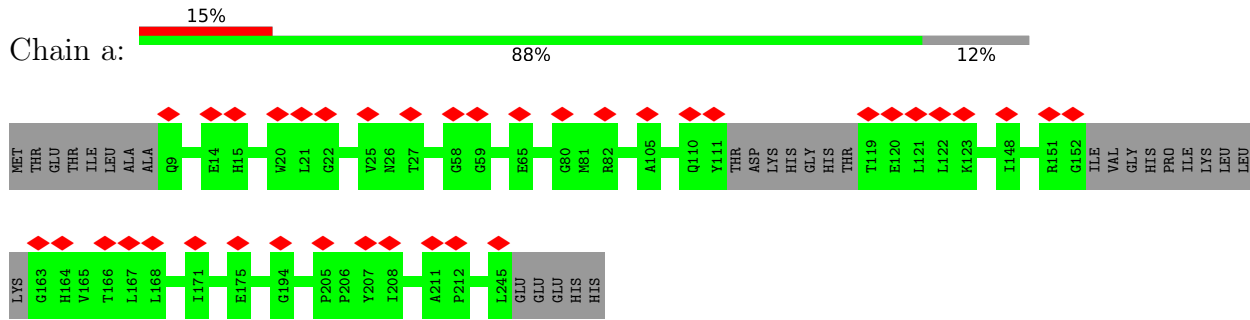 15%
Chain a:
88% 12%
MET THR GLU THR ILE LEU ALA ALA Q9 E14 H15 W20 L21 G22 V25 N26 T27 G58 G59 E65 G80 M81 R82 A105 Q110 Y111 THR ASP LYS HIS GLY HIS THR T119 E120 L121 L122 K123 I148 R151 G152 ILE VAL GLY HIS PRO ILE LYS LEU LEU
LYS G163 H164 V165 T166 L167 L168 I171 E175 G194 P205 P206 Y207 I208 A211 P212 L245 GLU GLU GLU HIS HIS